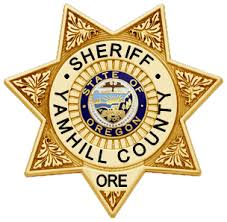 SHERIFF
STATE OF
OREGON
· YAMHILL COUNTY ·
ORE